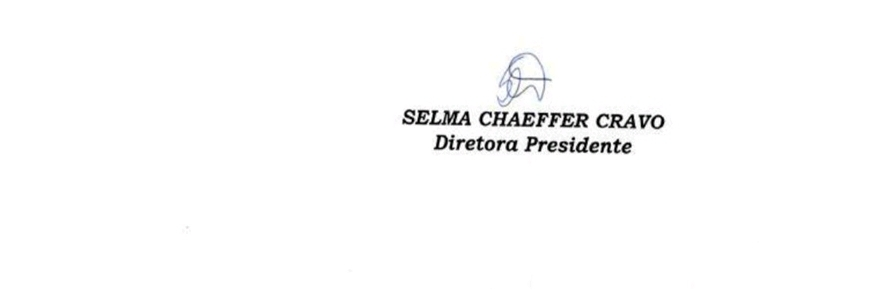 SELMA CHAEFFER CRAVO
Diretora Presidente